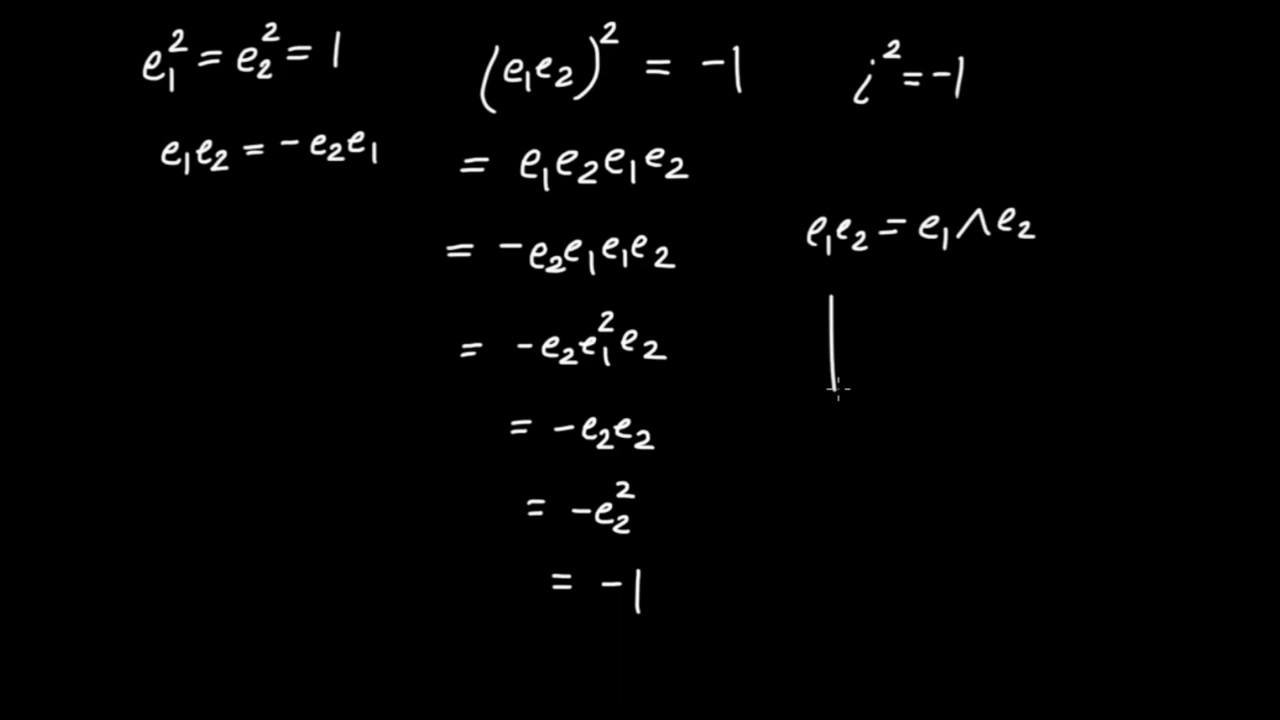 e₁² = e₂² = 1
e₁e₂ = -e₂e₁
(e₁e₂)² = -1
= e₁e₂e₁e₂
= -e₂e₁e₁e₂
= -e₂e₁²e₂
= -e₂e₂
= -e₂²
= -1
i² = -1
e₁e₂ = e₁∧e₂